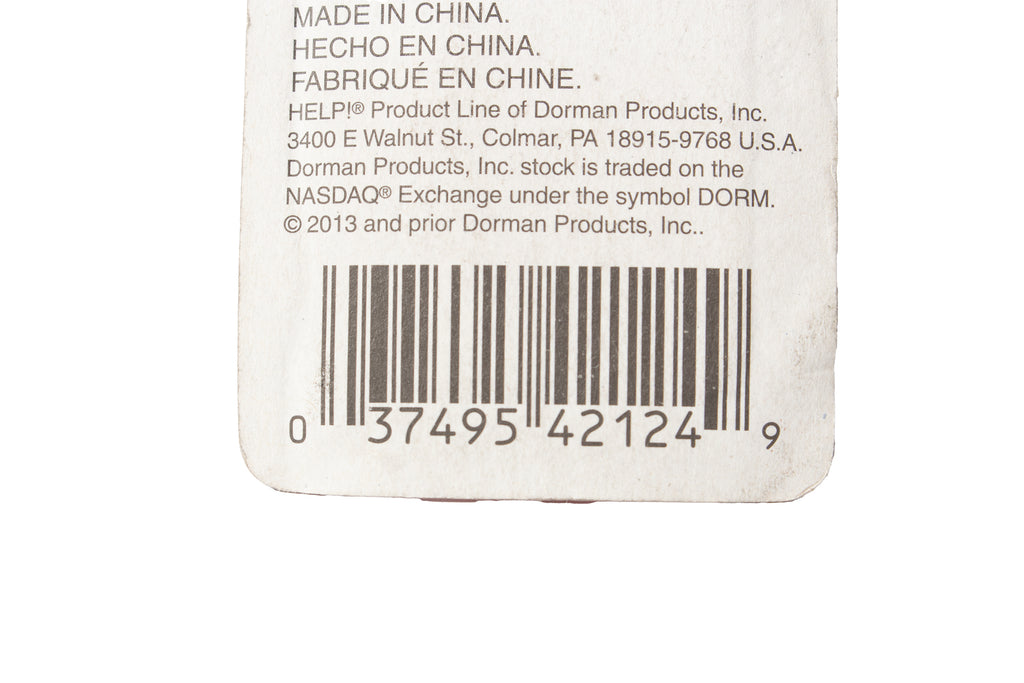 MADE IN CHINA.
HECHO EN CHINA.
FABRIQUÉ EN CHINE.
HELP!® Product Line of Dorman Products, Inc.
3400 E Walnut St., Colmar, PA 18915-9768 U.S.A.
Dorman Products, Inc. stock is traded on the
NASDAQ® Exchange under the symbol DORM.
© 2013 and prior Dorman Products, Inc..
0 37495 42124 9